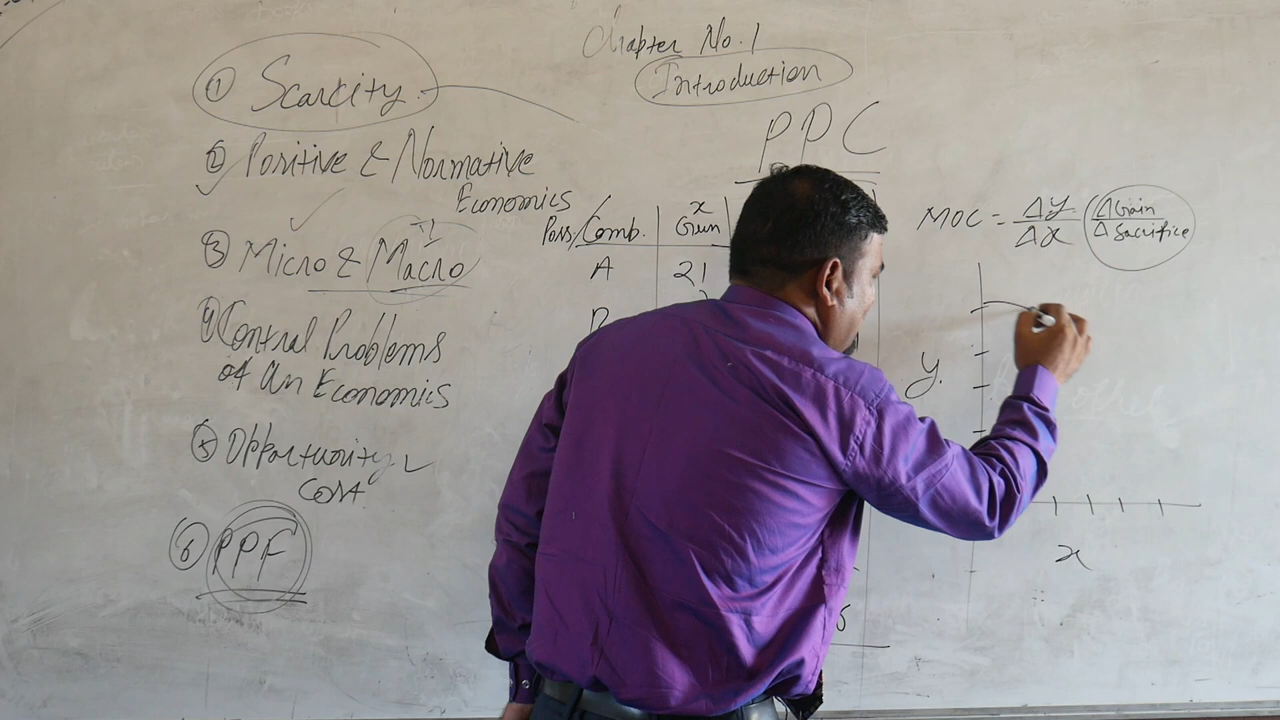 Chapter No. 1
Introduction
PPC
① Scarcity
② Positive & Normative
Economics
③ Micro & Macro
④ Central Problems
of An Economics
⑤ Opportunity
Cost
⑥ PPF
Poss/Comb.
x
Gun
A
21
MOC = ΔY/Δx (ΔGain/ΔSacrifice)
y.
x